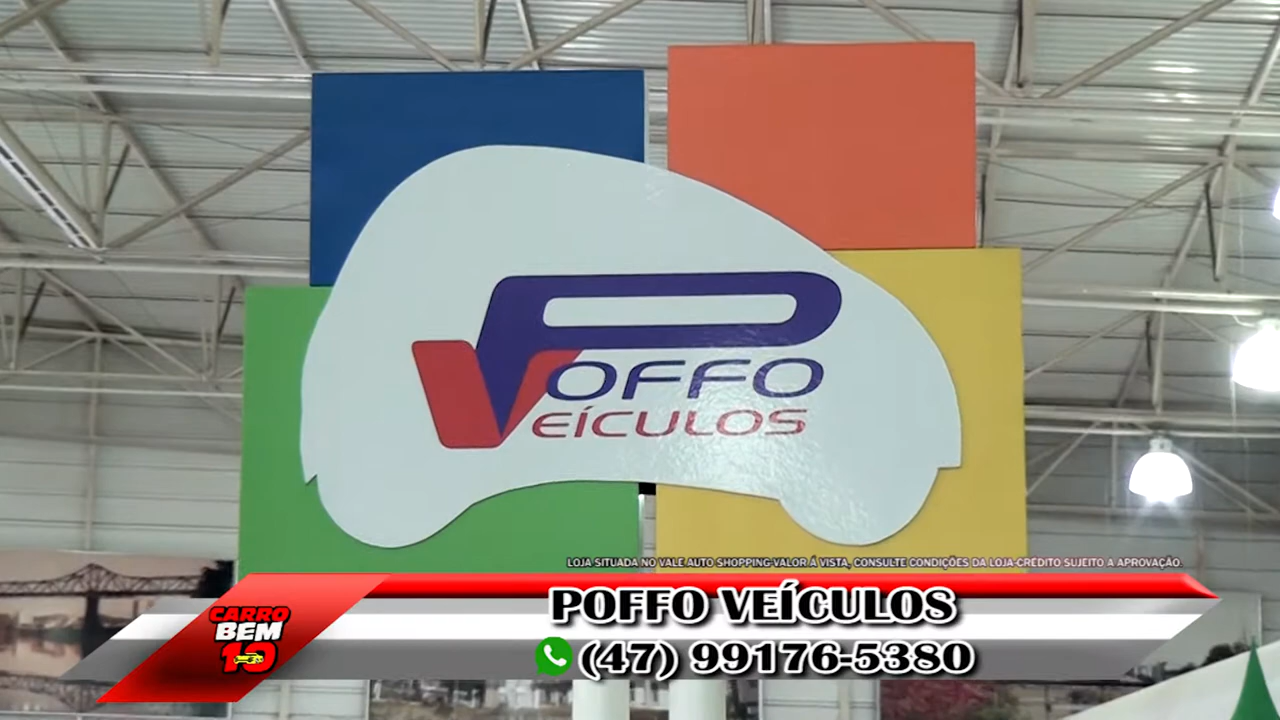 POFFO
VEÍCULOS
LOJA SITUADA NO VALE AUTO SHOPPING-VALOR Á VISTA, CONSULTE CONDIÇÕES DA LOJA-CRÉDITO SUJEITO A APROVAÇÃO.
CARRO
BEM
10
POFFO VEÍCULOS
(47) 99176-5380